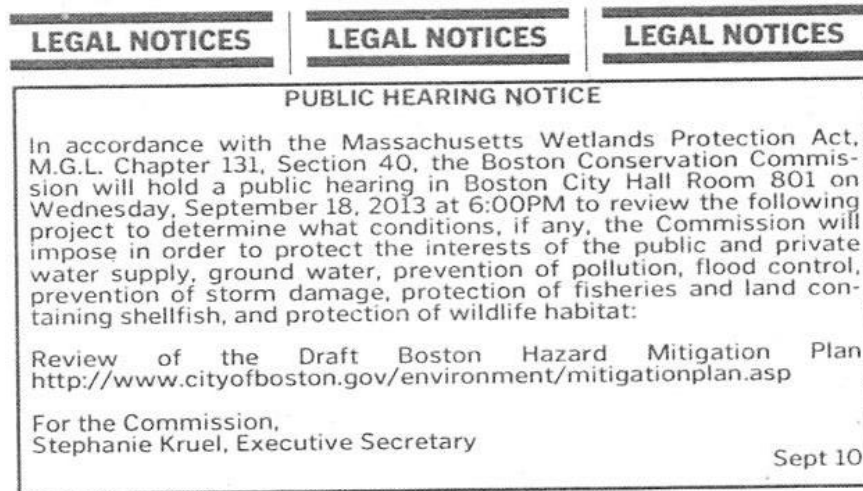 LEGAL NOTICES LEGAL NOTICES LEGAL NOTICES
PUBLIC HEARING NOTICE
In accordance with the Massachusetts Wetlands Protection Act,
M.G.L. Chapter 131, Section 40, the Boston Conservation Commis-
sion will hold a public hearing in Boston City Hall Room 801 on
Wednesday, September 18, 2013 at 6:00PM to review the following
project to determine what conditions, if any, the Commission will
impose in order to protect the interests of the public and private
water supply, ground water, prevention of pollution, flood control,
prevention of storm damage, protection of fisheries and land con-
taining shellfish, and protection of wildlife habitat:
Review of the Draft Boston Hazard Mitigation Plan
http://www.cityofboston.gov/environment/mitigationplan.asp
For the Commission,
Stephanie Kruel, Executive Secretary
Sept 10